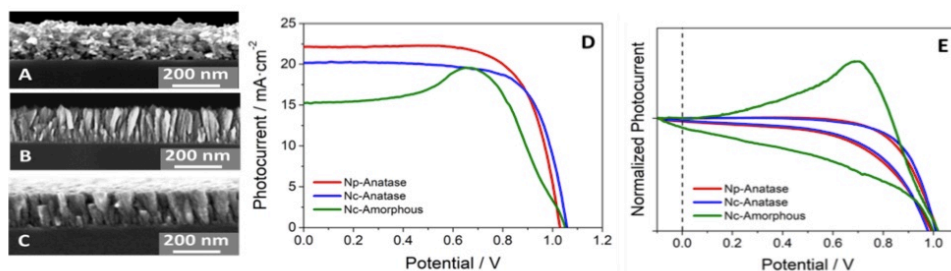 A
200 nm
B
200 nm
C
200 nm
D
Photocurrent / mA·cm⁻²
25
20
15
10
5
0
Np-Anatase
Nc-Anatase
Nc-Amorphous
0.0 0.2 0.4 0.6 0.8 1.0 1.2
Potential / V
E
Normalized Photocurrent
Np-Anatase
Nc-Anatase
Nc-Amorphous
0.0 0.2 0.4 0.6 0.8 1.0
Potential / V